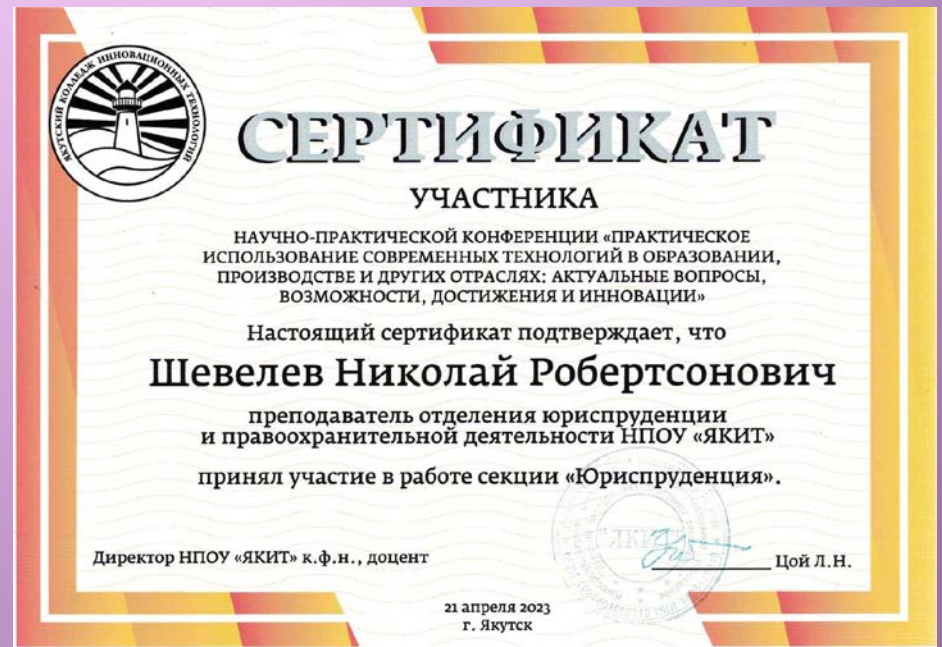 ЯКУТСКИЙ КОЛЛЕДЖ ИННОВАЦИОННЫХ ТЕХНОЛОГИЙ
СЕРТИФИКАТ
УЧАСТНИКА
НАУЧНО-ПРАКТИЧЕСКОЙ КОНФЕРЕНЦИИ «ПРАКТИЧЕСКОЕ
ИСПОЛЬЗОВАНИЕ СОВРЕМЕННЫХ ТЕХНОЛОГИЙ В ОБРАЗОВАНИИ,
ПРОИЗВОДСТВЕ И ДРУГИХ ОТРАСЛЯХ: АКТУАЛЬНЫЕ ВОПРОСЫ,
ВОЗМОЖНОСТИ, ДОСТИЖЕНИЯ И ИННОВАЦИИ»
Настоящий сертификат подтверждает, что
Шевелев Николай Робертсонович
преподаватель отделения юриспруденции
и правоохранительной деятельности НПОУ «ЯКИТ»
принял участие в работе секции «Юриспруденция».
Директор НПОУ «ЯКИТ» к.ф.н., доцент
"ЯКИТ"
Цой Л.Н.
21 апреля 2023
г. Якутск